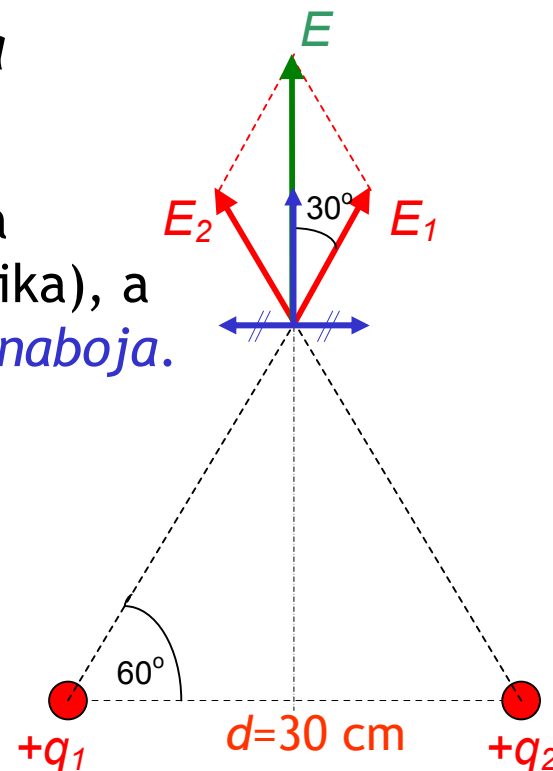 E
a
ika), a
naboja.
E₂
30°
E₁
60°
d=30 cm
+q₁
+q₂